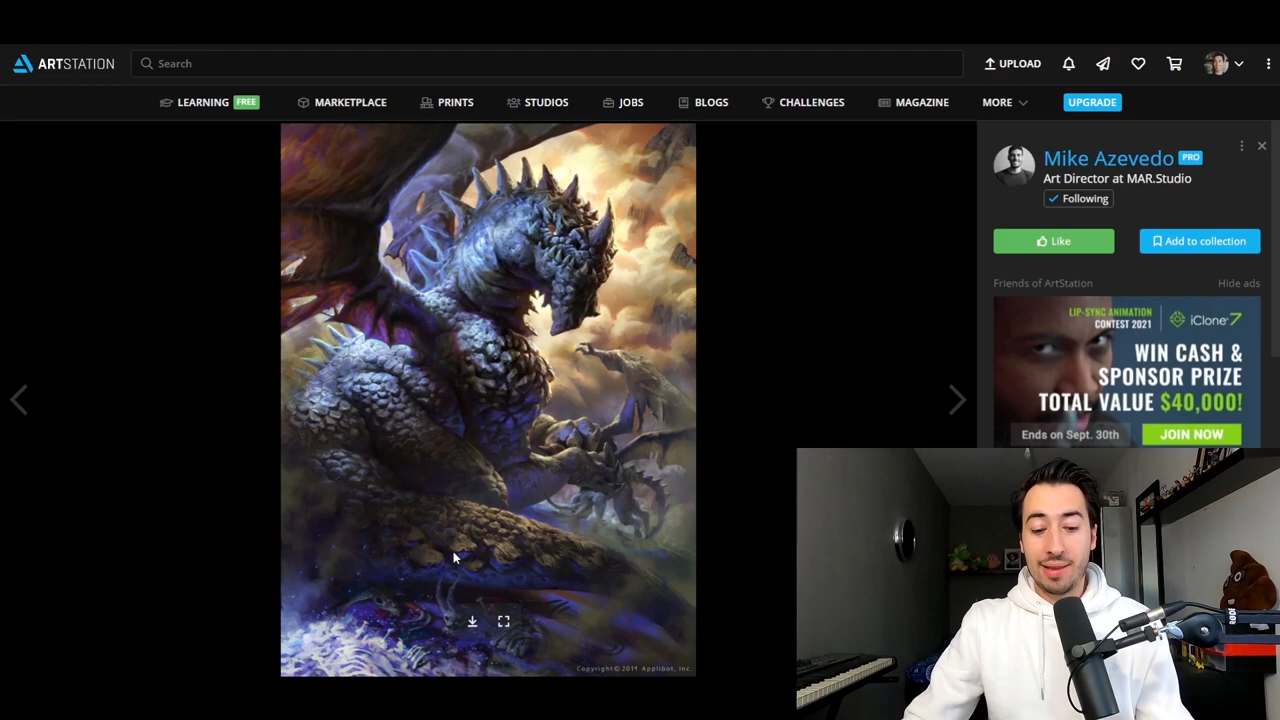 ARTSTATION
Search
UPLOAD
LEARNING FREE
MARKETPLACE
PRINTS
STUDIOS
JOBS
BLOGS
CHALLENGES
MAGAZINE
MORE
UPGRADE
Mike Azevedo PRO
Art Director at MAR.Studio
Following
Like
Add to collection
Friends of ArtStation
Hide ads
LIP-SYNC ANIMATION
CONTEST 2021
iClone 7
WIN CASH &
SPONSOR PRIZE
TOTAL VALUE $40,000!
Ends on Sept. 30th
JOIN NOW
Copyright©2014 Applibot, Inc.
RØDE